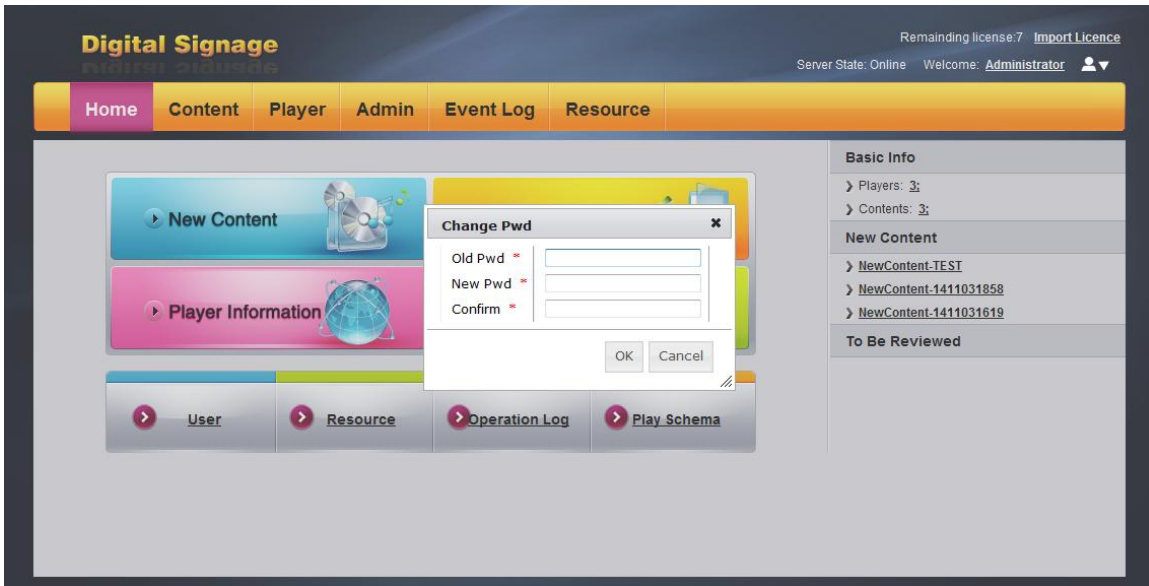 Digital Signage
Remainding license:7 Import Licence
Server State: Online Welcome: Administrator
Home Content Player Admin Event Log Resource
New Content
Player Information
Change Pwd
Old Pwd *
New Pwd *
Confirm *
OK Cancel
User Resource Operation Log Play Schema
Basic Info
Players: 3;
Contents: 3;
New Content
NewContent-TEST
NewContent-1411031858
NewContent-1411031619
To Be Reviewed